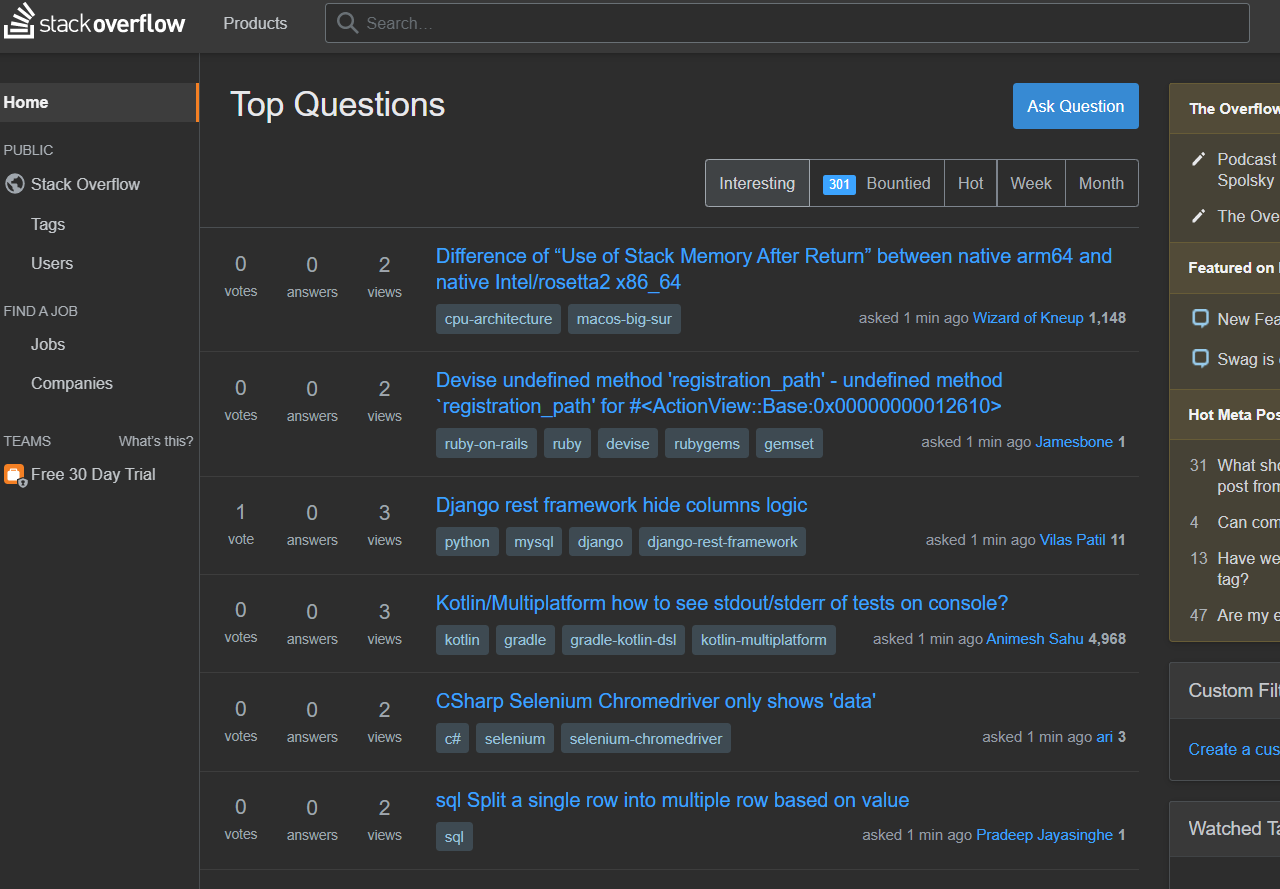 stack overflow
Products
Search…
Home
PUBLIC
Stack Overflow
Tags
Users
FIND A JOB
Jobs
Companies
TEAMS What's this?
Free 30 Day Trial
Top Questions
Ask Question
Interesting
301 Bountied
Hot
Week
Month
0 votes
0 answers
2 views
Difference of “Use of Stack Memory After Return” between native arm64 and
native Intel/rosetta2 x86_64
cpu-architecture macos-big-sur
asked 1 min ago Wizard of Kneup 1,148
0 votes
0 answers
2 views
Devise undefined method 'registration_path' - undefined method
`registration_path' for #<ActionView::Base:0x00000000012610>
ruby-on-rails ruby devise rubygems gemset
asked 1 min ago Jamesbone 1
1 vote
0 answers
3 views
Django rest framework hide columns logic
python mysql django django-rest-framework
asked 1 min ago Vilas Patil 11
0 votes
0 answers
3 views
Kotlin/Multiplatform how to see stdout/stderr of tests on console?
kotlin gradle gradle-kotlin-dsl kotlin-multiplatform
asked 1 min ago Animesh Sahu 4,968
0 votes
0 answers
2 views
CSharp Selenium Chromedriver only shows 'data'
c# selenium selenium-chromedriver
asked 1 min ago ari 3
0 votes
0 answers
2 views
sql Split a single row into multiple row based on value
sql
asked 1 min ago Pradeep Jayasinghe 1
The Overflow
Podcast
Spolsky
The Ove
Featured on
New Fea
Swag is
Hot Meta Pos
31 What sho
post from
4 Can com
13 Have we
tag?
47 Are my e
Custom Filt
Create a cus
Watched Ta